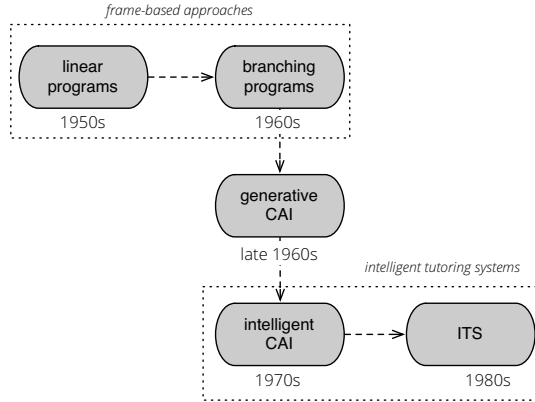 frame-based approaches
linear
programs
branching
programs
1950s
1960s
generative
CAI
late 1960s
intelligent tutoring systems
intelligent
CAI
ITS
1970s
1980s